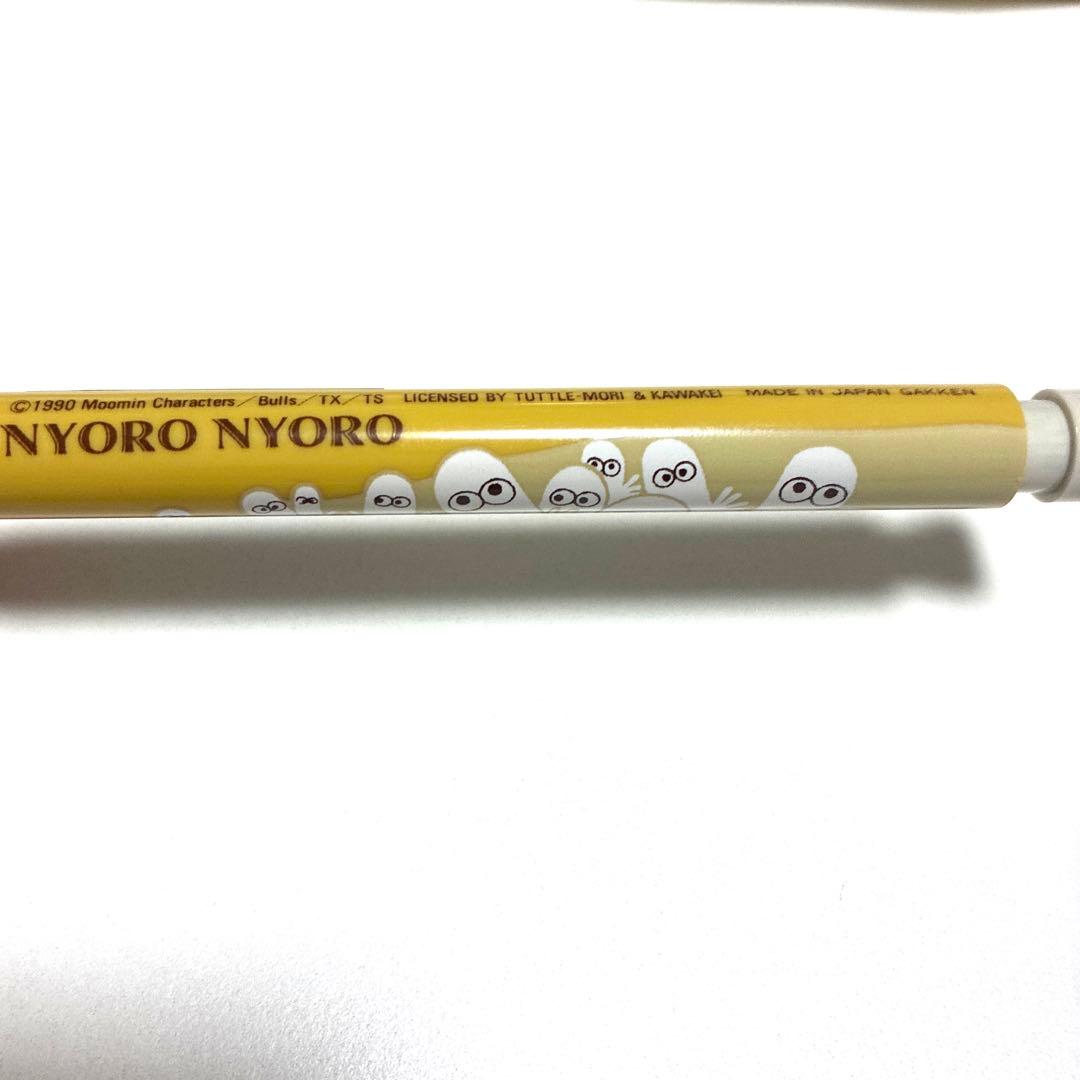 ©1990 Moomin Characters/Bulls/TX/TS LICENSED BY TUTTLE-MORI & KAWAKEI MADE IN JAPAN GAKKEN
NYORO NYORO